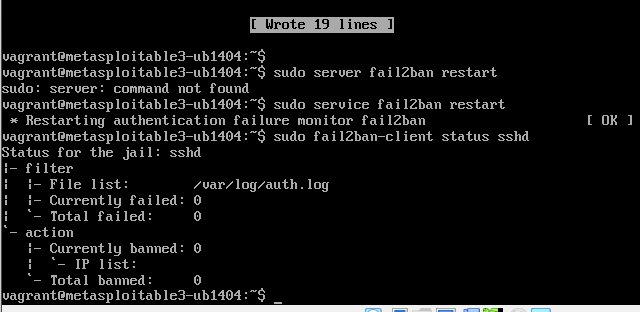 [ Wrote 19 lines ]
vagrant@metasploitable3-ub1404:~$
vagrant@metasploitable3-ub1404:~$ sudo server fail2ban restart
sudo: server: command not found
vagrant@metasploitable3-ub1404:~$ sudo service fail2ban restart
 * Restarting authentication failure monitor fail2ban [ OK ]
vagrant@metasploitable3-ub1404:~$ sudo fail2ban-client status sshd
Status for the jail: sshd
|- filter
|  |- File list:        /var/log/auth.log
|  |- Currently failed: 0
|  `- Total failed:     0
`- action
   |- Currently banned: 0
   |  `- IP list:
   `- Total banned:     0
vagrant@metasploitable3-ub1404:~$ _